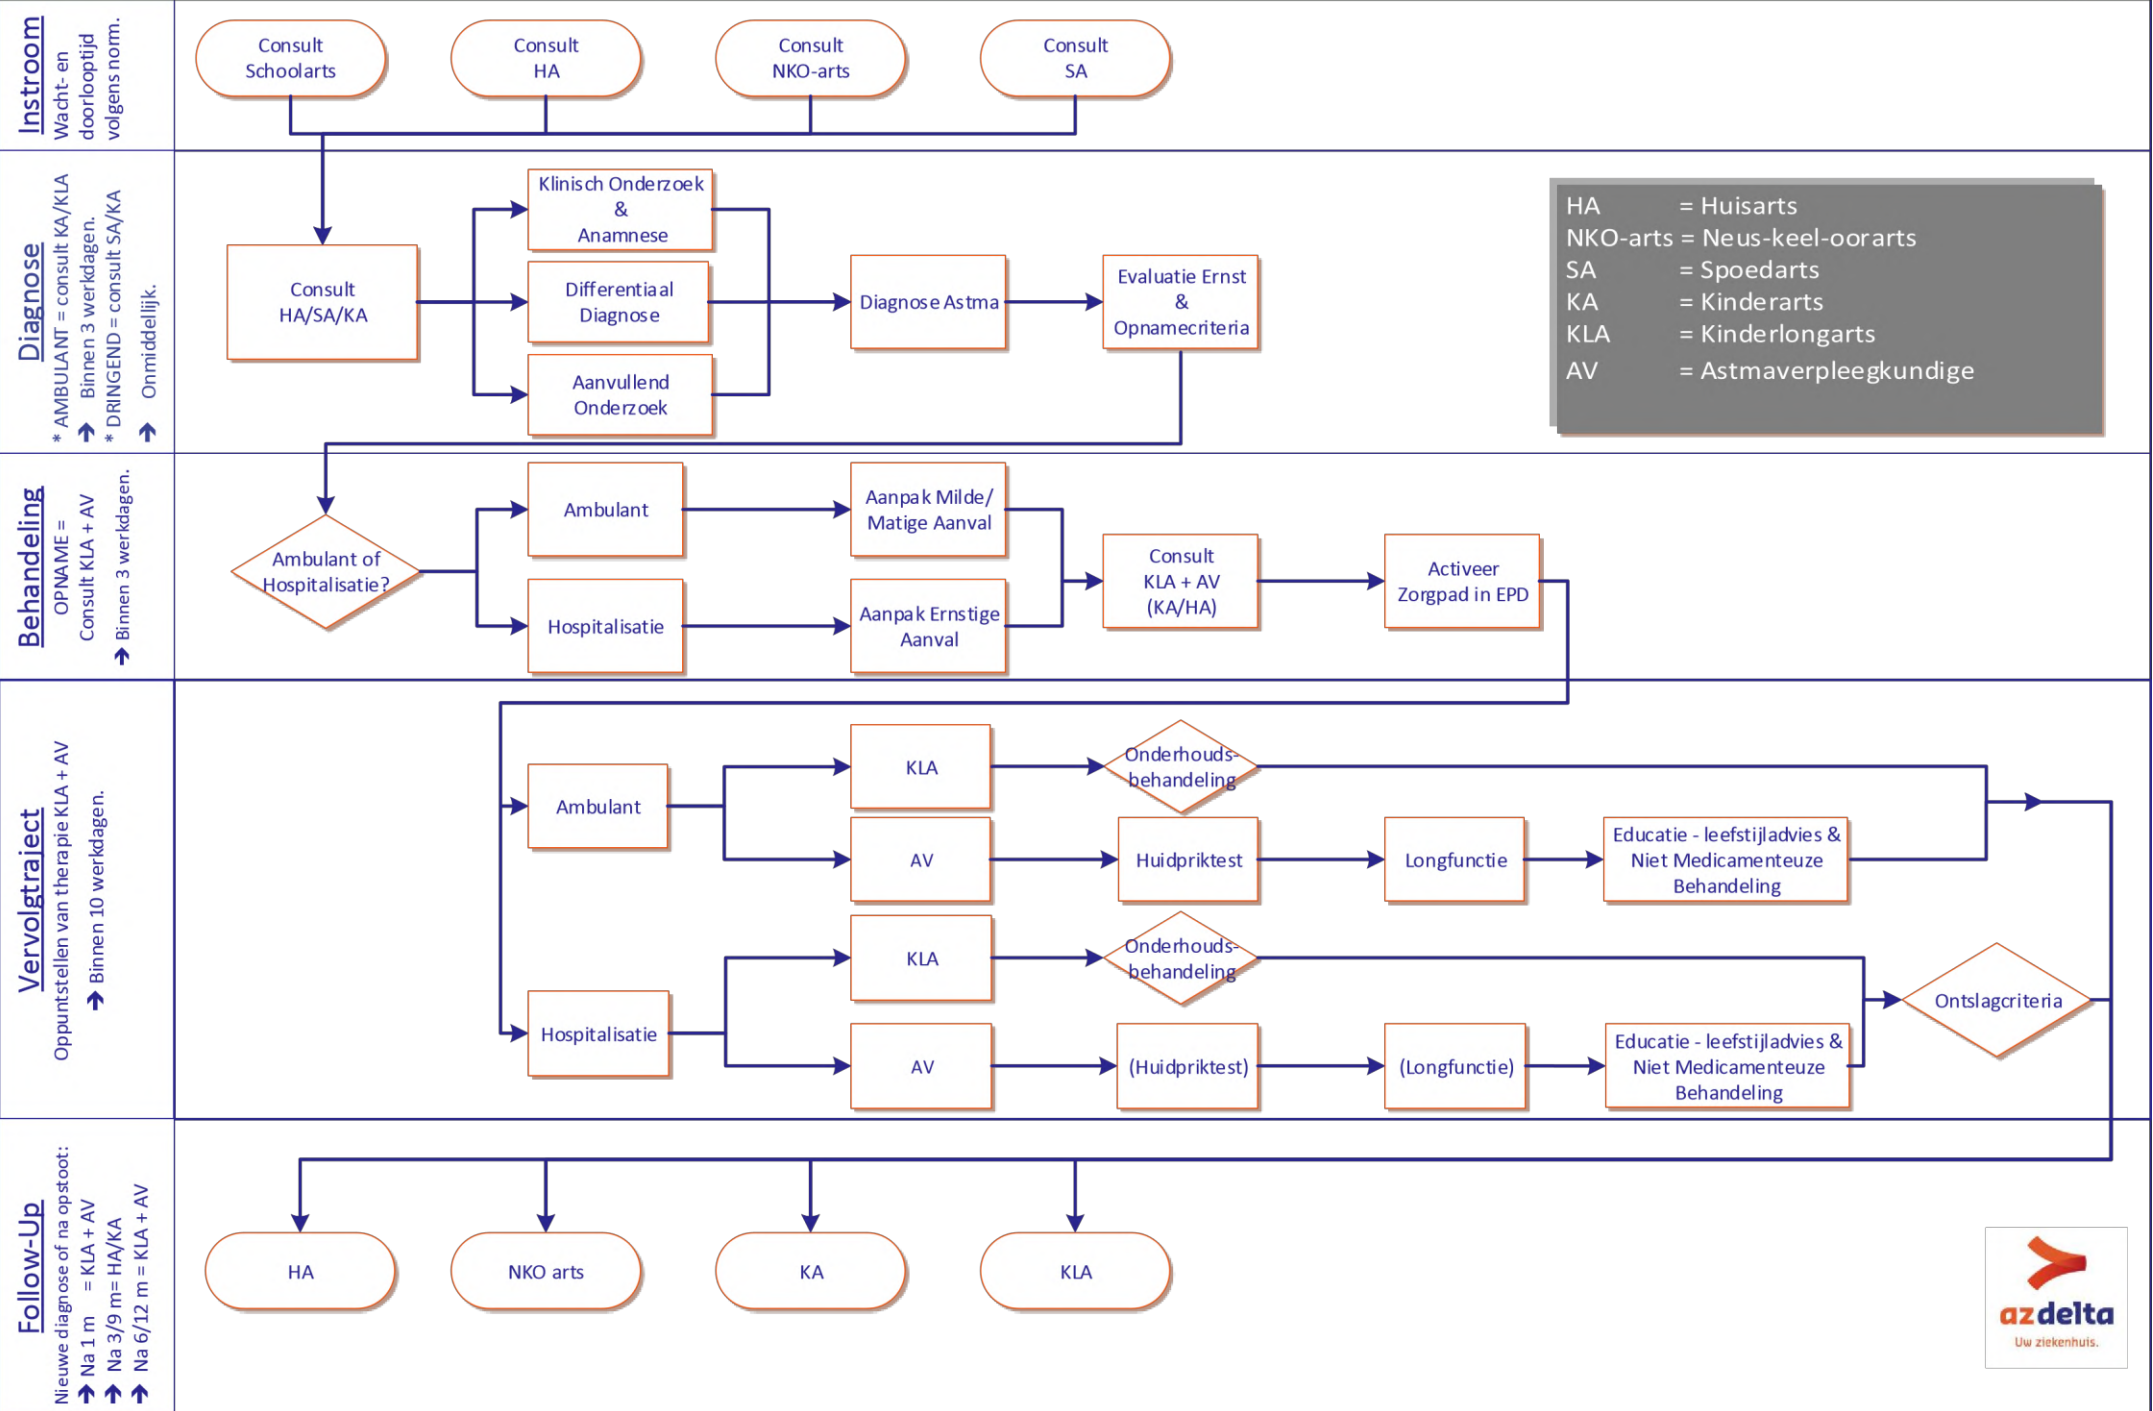 Instroom
Wacht- en
doorlooptijd
volgens norm.
Consult
Schoolarts
Consult
HA
Consult
NKO-arts
Consult
SA
Diagnose
* AMBULANT = consult KA/KLA
➔ Binnen 3 werkdagen.
* DRINGEND = consult SA/KA
➔ Onmiddellijk.
Consult
HA/SA/KA
Klinisch Onderzoek
&
Anamnese
Differentiaal
Diagnose
Aanvullend
Onderzoek
Diagnose Astma
Evaluatie Ernst
&
Opnamecriteria
HA = Huisarts
NKO-arts = Neus-keel-oorarts
SA = Spoedarts
KA = Kinderarts
KLA = Kinderlongarts
AV = Astmaverpleegkundige
Behandeling
OPNAME =
Consult KLA + AV
➔ Binnen 3 werkdagen.
Ambulant of
Hospitalisatie?
Ambulant
Hospitalisatie
Aanpak Milde/
Matige Aanval
Aanpak Ernstige
Aanval
Consult
KLA + AV
(KA/HA)
Activeer
Zorgpad in EPD
Vervolgtraject
Oppuntstellen van therapie KLA + AV
➔ Binnen 10 werkdagen.
Ambulant
KLA
Onderhouds-
behandeling
AV
Huidpriktest
Longfunctie
Educatie - leefstijladvies &
Niet Medicamenteuze
Behandeling
Hospitalisatie
KLA
Onderhouds-
behandeling
AV
(Huidpriktest)
(Longfunctie)
Educatie - leefstijladvies &
Niet Medicamenteuze
Behandeling
Ontslagcriteria
Follow-Up
Nieuwe diagnose of na opstoot:
➔ Na 1 m = KLA + AV
➔ Na 3/9 m= HA/KA
➔ Na 6/12 m = KLA + AV
HA
NKO arts
KA
KLA
azdelta
Uw ziekenhuis.